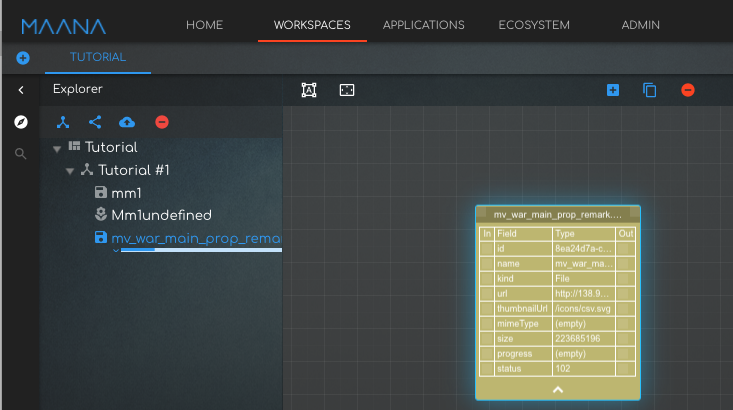 MAANA HOME WORKSPACES APPLICATIONS ECOSYSTEM ADMIN
TUTORIAL
Explorer
A
Tutorial
Tutorial #1
mm1
Mm1undefined
mv_war_main_prop_rema
mv_war_main_prop_remark....
In Field Type Out
id 8ea24d7a-c...
name mv_war_ma...
kind File
url http://138.9...
thumbnailUrl /icons/csv.svg
mimeType (empty)
size 223685196
progress (empty)
status 102